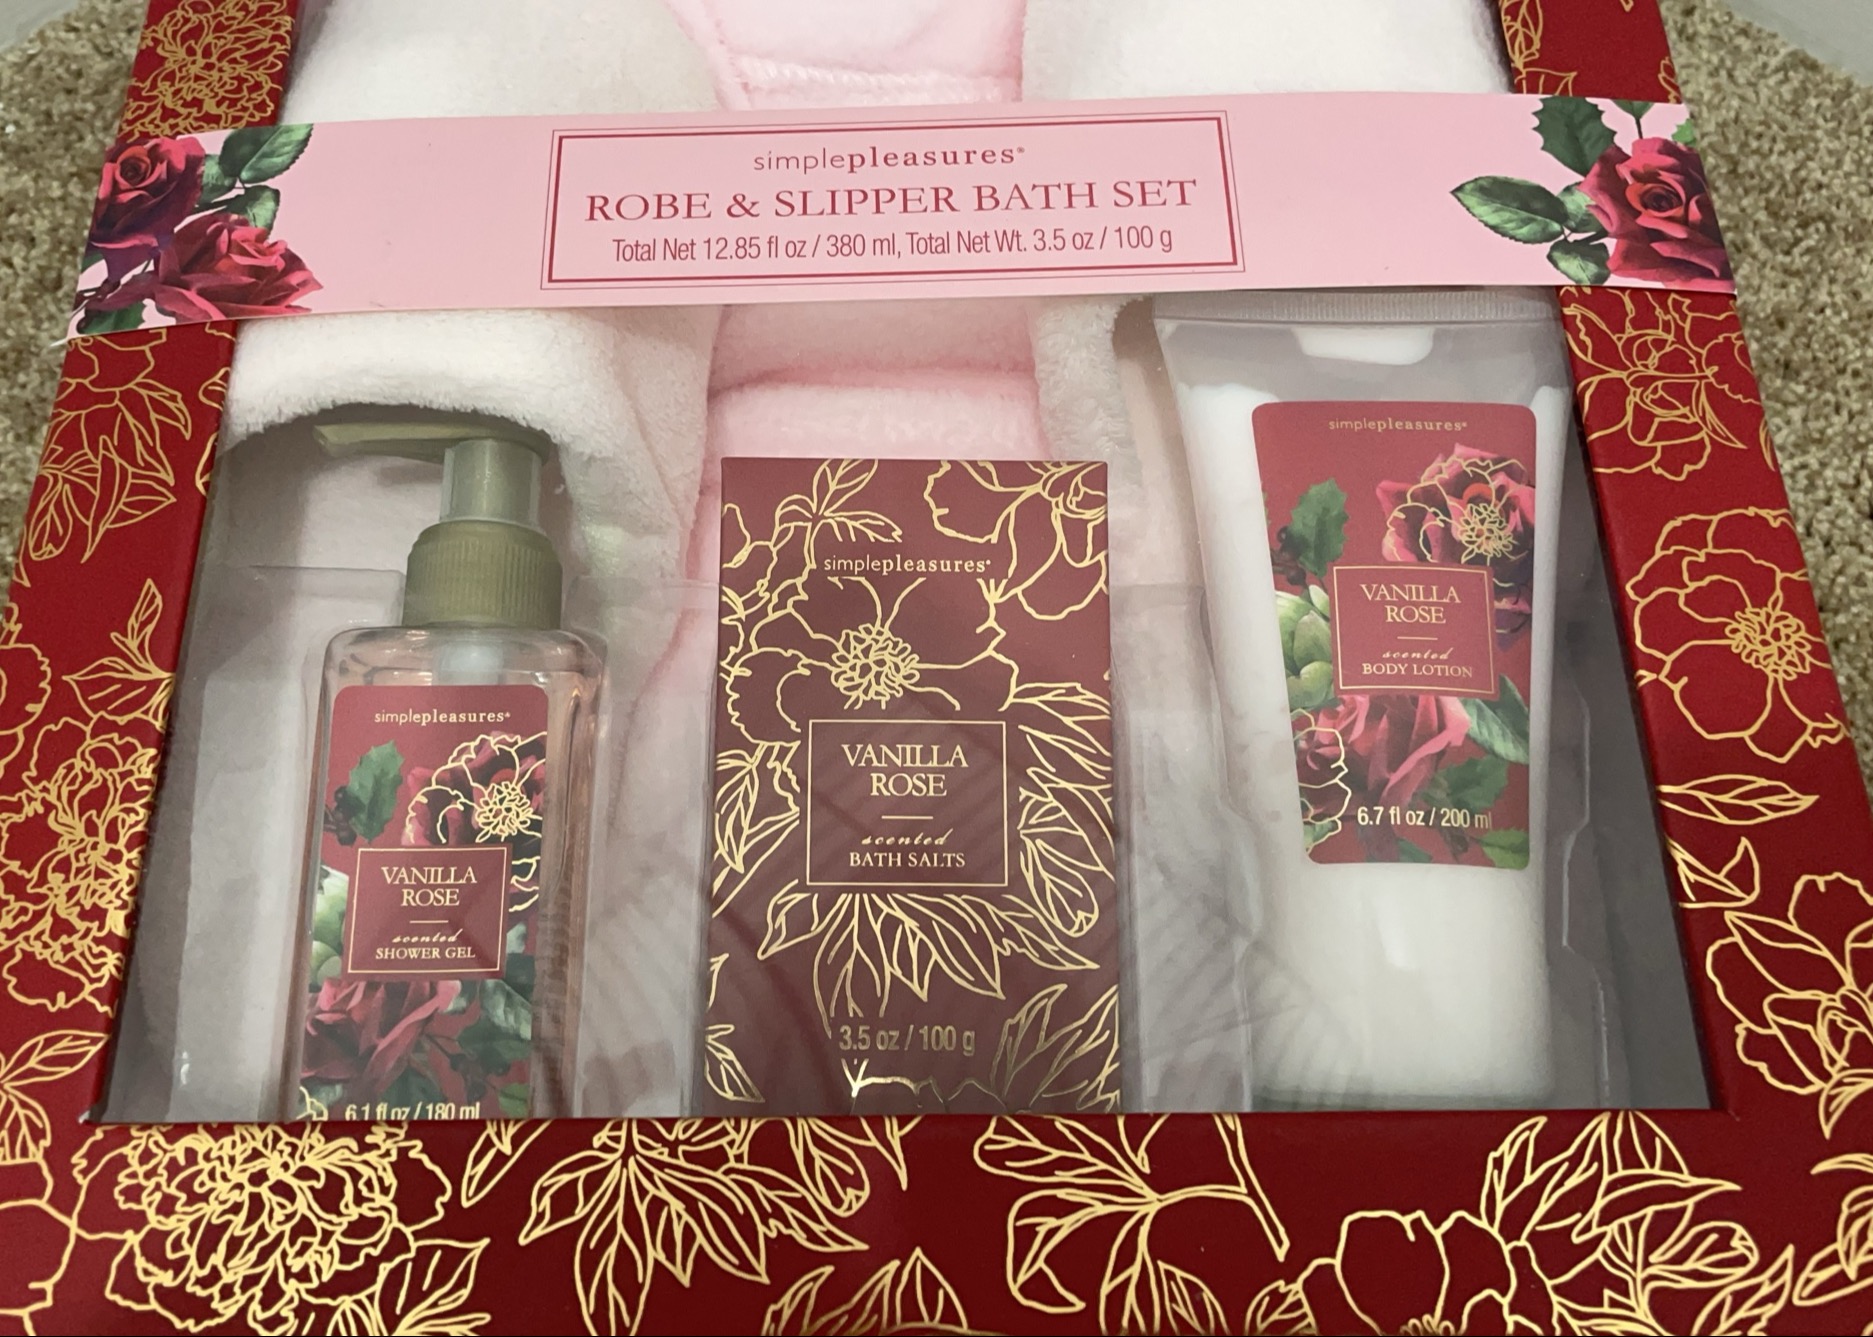 simplepleasures®
ROBE & SLIPPER BATH SET
Total Net 12.85 fl oz / 380 ml, Total Net Wt. 3.5 oz / 100 g
simplepleasures®
VANILLA
ROSE
scented
SHOWER GEL
6.1 fl oz / 180 ml
simplepleasures®
VANILLA
ROSE
scented
BATH SALTS
3.5 oz / 100 g
simplepleasures®
VANILLA
ROSE
scented
BODY LOTION
6.7 fl oz / 200 ml